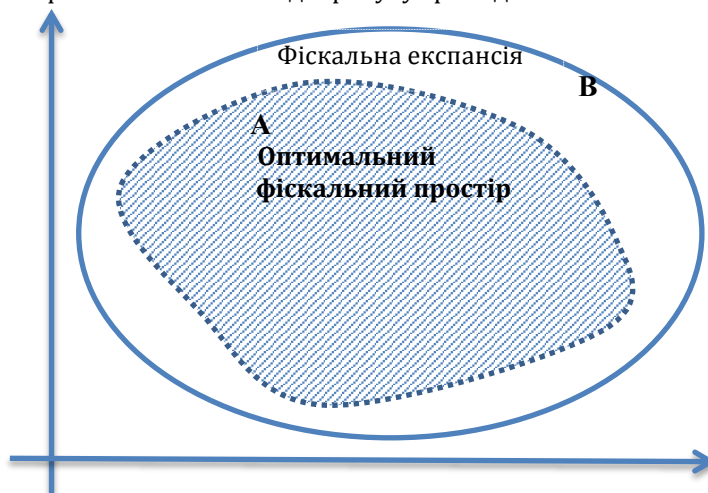 Фіскальна експансія
В
А
Оптимальний
фіскальний простір